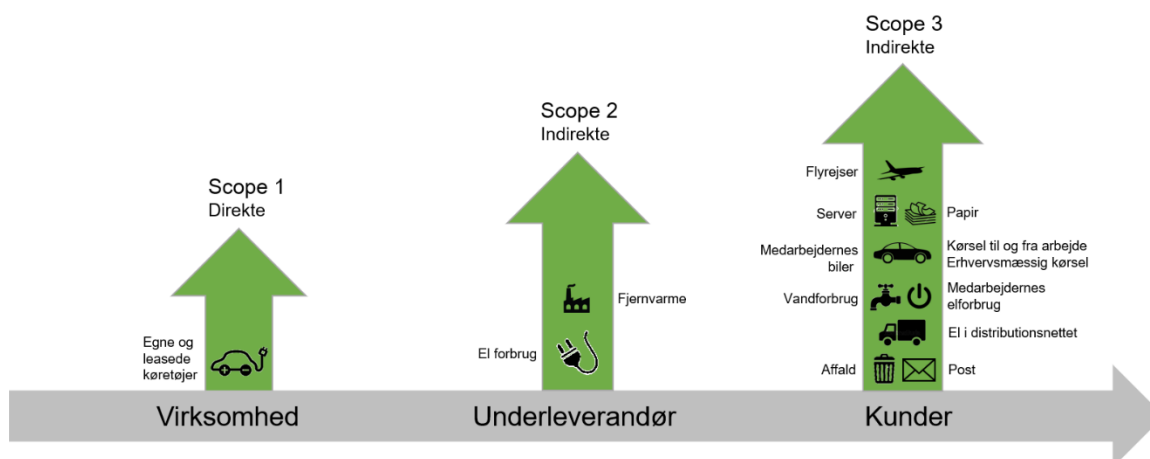 Scope 1
Direkte
Egne og
leasede
køretøjer
Virksomhed
Scope 2
Indirekte
Fjernvarme
El forbrug
Underleverandør
Scope 3
Indirekte
Flyrejser
Server
Papir
Medarbejdernes
biler
Kørsel til og fra arbejde
Erhvervsmæssig kørsel
Vandforbrug
Medarbejdernes
elforbrug
El i distributionsnettet
Affald
Post
Kunder